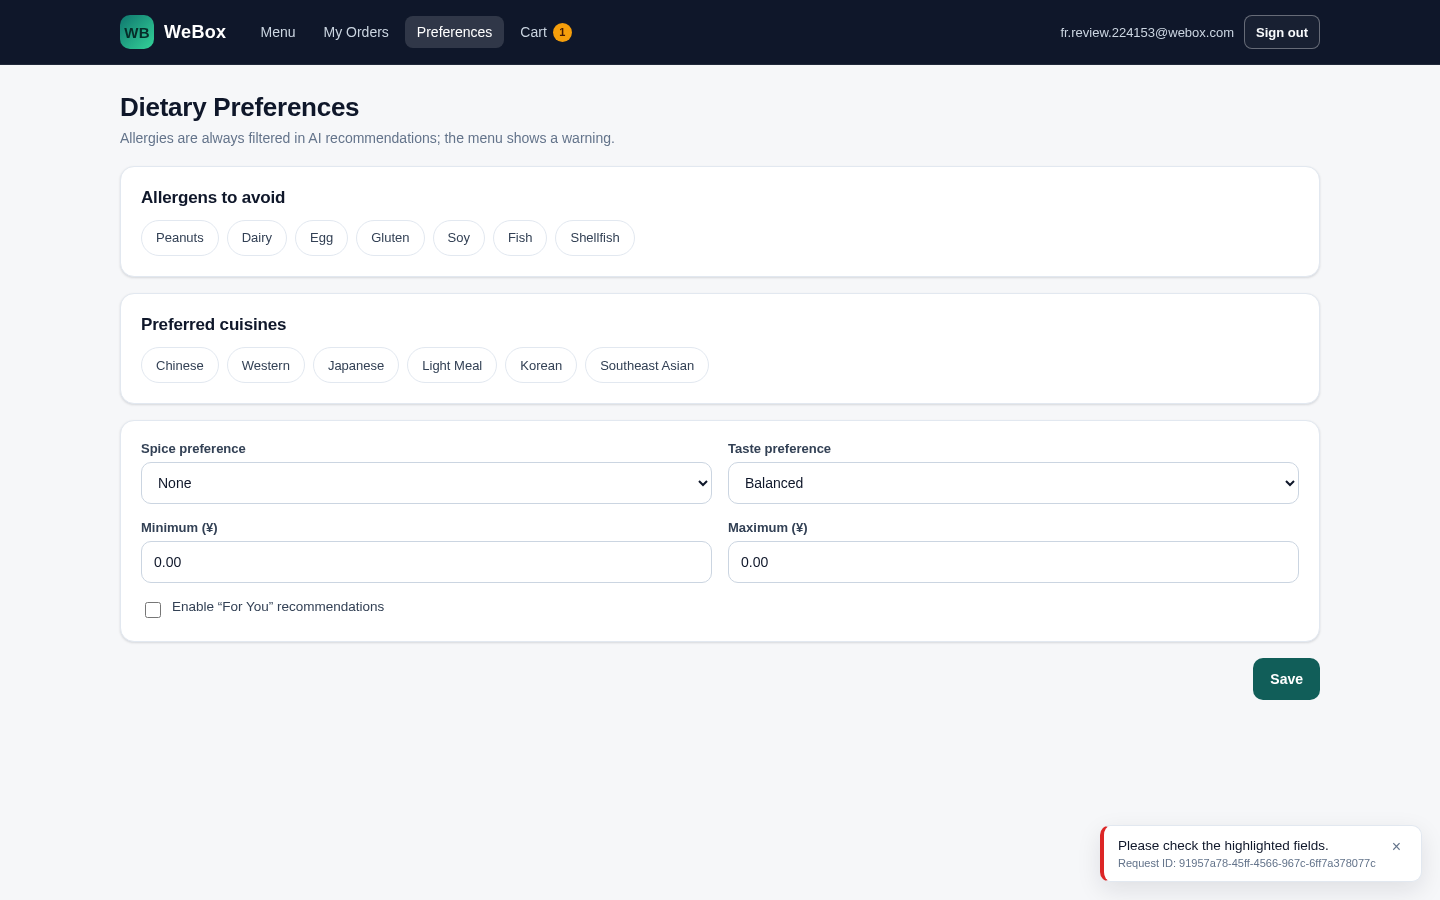 WB WeBox Menu My Orders Preferences Cart 1 fr.review.224153@webox.com Sign out
Dietary Preferences
Allergies are always filtered in AI recommendations; the menu shows a warning.
Allergens to avoid
Peanuts Dairy Egg Gluten Soy Fish Shellfish
Preferred cuisines
Chinese Western Japanese Light Meal Korean Southeast Asian
Spice preference Taste preference
None Balanced
Minimum (¥) Maximum (¥)
0.00 0.00
Enable “For You” recommendations
Save
Please check the highlighted fields. ×
Request ID: 91957a78-45ff-4566-967c-6ff7a378077c